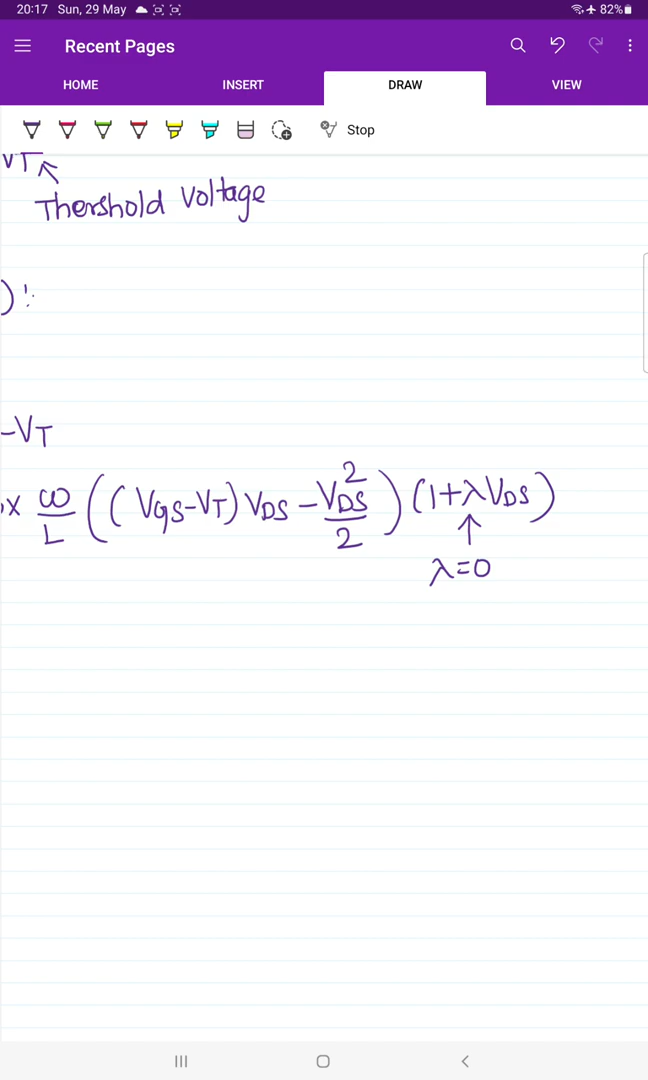 20:17 Sun, 29 May 82%
Recent Pages
HOME INSERT DRAW VIEW
Stop
VT
Thershold Voltage
) :
-VT
ox ω/L ((VGS-VT) VDS - VDS²/2) (1+λVDS)
λ=0